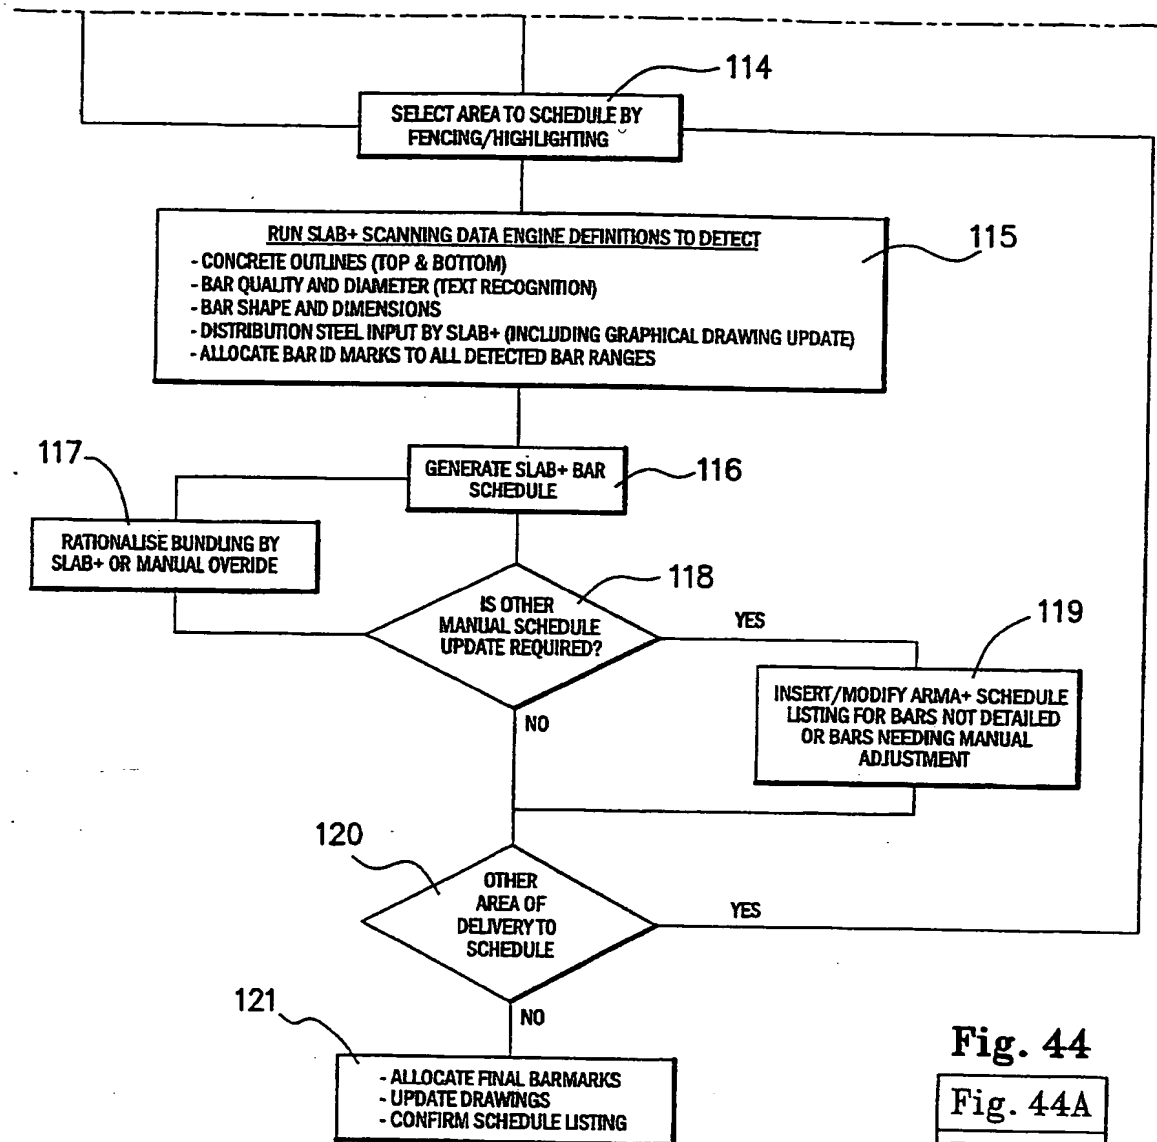 114
SELECT AREA TO SCHEDULE BY
FENCING/HIGHLIGHTING
115
RUN SLAB+ SCANNING DATA ENGINE DEFINITIONS TO DETECT
- CONCRETE OUTLINES (TOP & BOTTOM)
- BAR QUALITY AND DIAMETER (TEXT RECOGNITION)
- BAR SHAPE AND DIMENSIONS
- DISTRIBUTION STEEL INPUT BY SLAB+ (INCLUDING GRAPHICAL DRAWING UPDATE)
- ALLOCATE BAR ID MARKS TO ALL DETECTED BAR RANGES
117
GENERATE SLAB+ BAR
SCHEDULE
116
RATIONALISE BUNDLING BY
SLAB+ OR MANUAL OVERIDE
118
IS OTHER
MANUAL SCHEDULE
UPDATE REQUIRED?
YES
119
INSERT/MODIFY ARMA+ SCHEDULE
LISTING FOR BARS NOT DETAILED
OR BARS NEEDING MANUAL
ADJUSTMENT
NO
120
OTHER
AREA OF
DELIVERY TO
SCHEDULE
YES
NO
121
- ALLOCATE FINAL BARMARKS
- UPDATE DRAWINGS
- CONFIRM SCHEDULE LISTING
Fig. 44
Fig. 44A